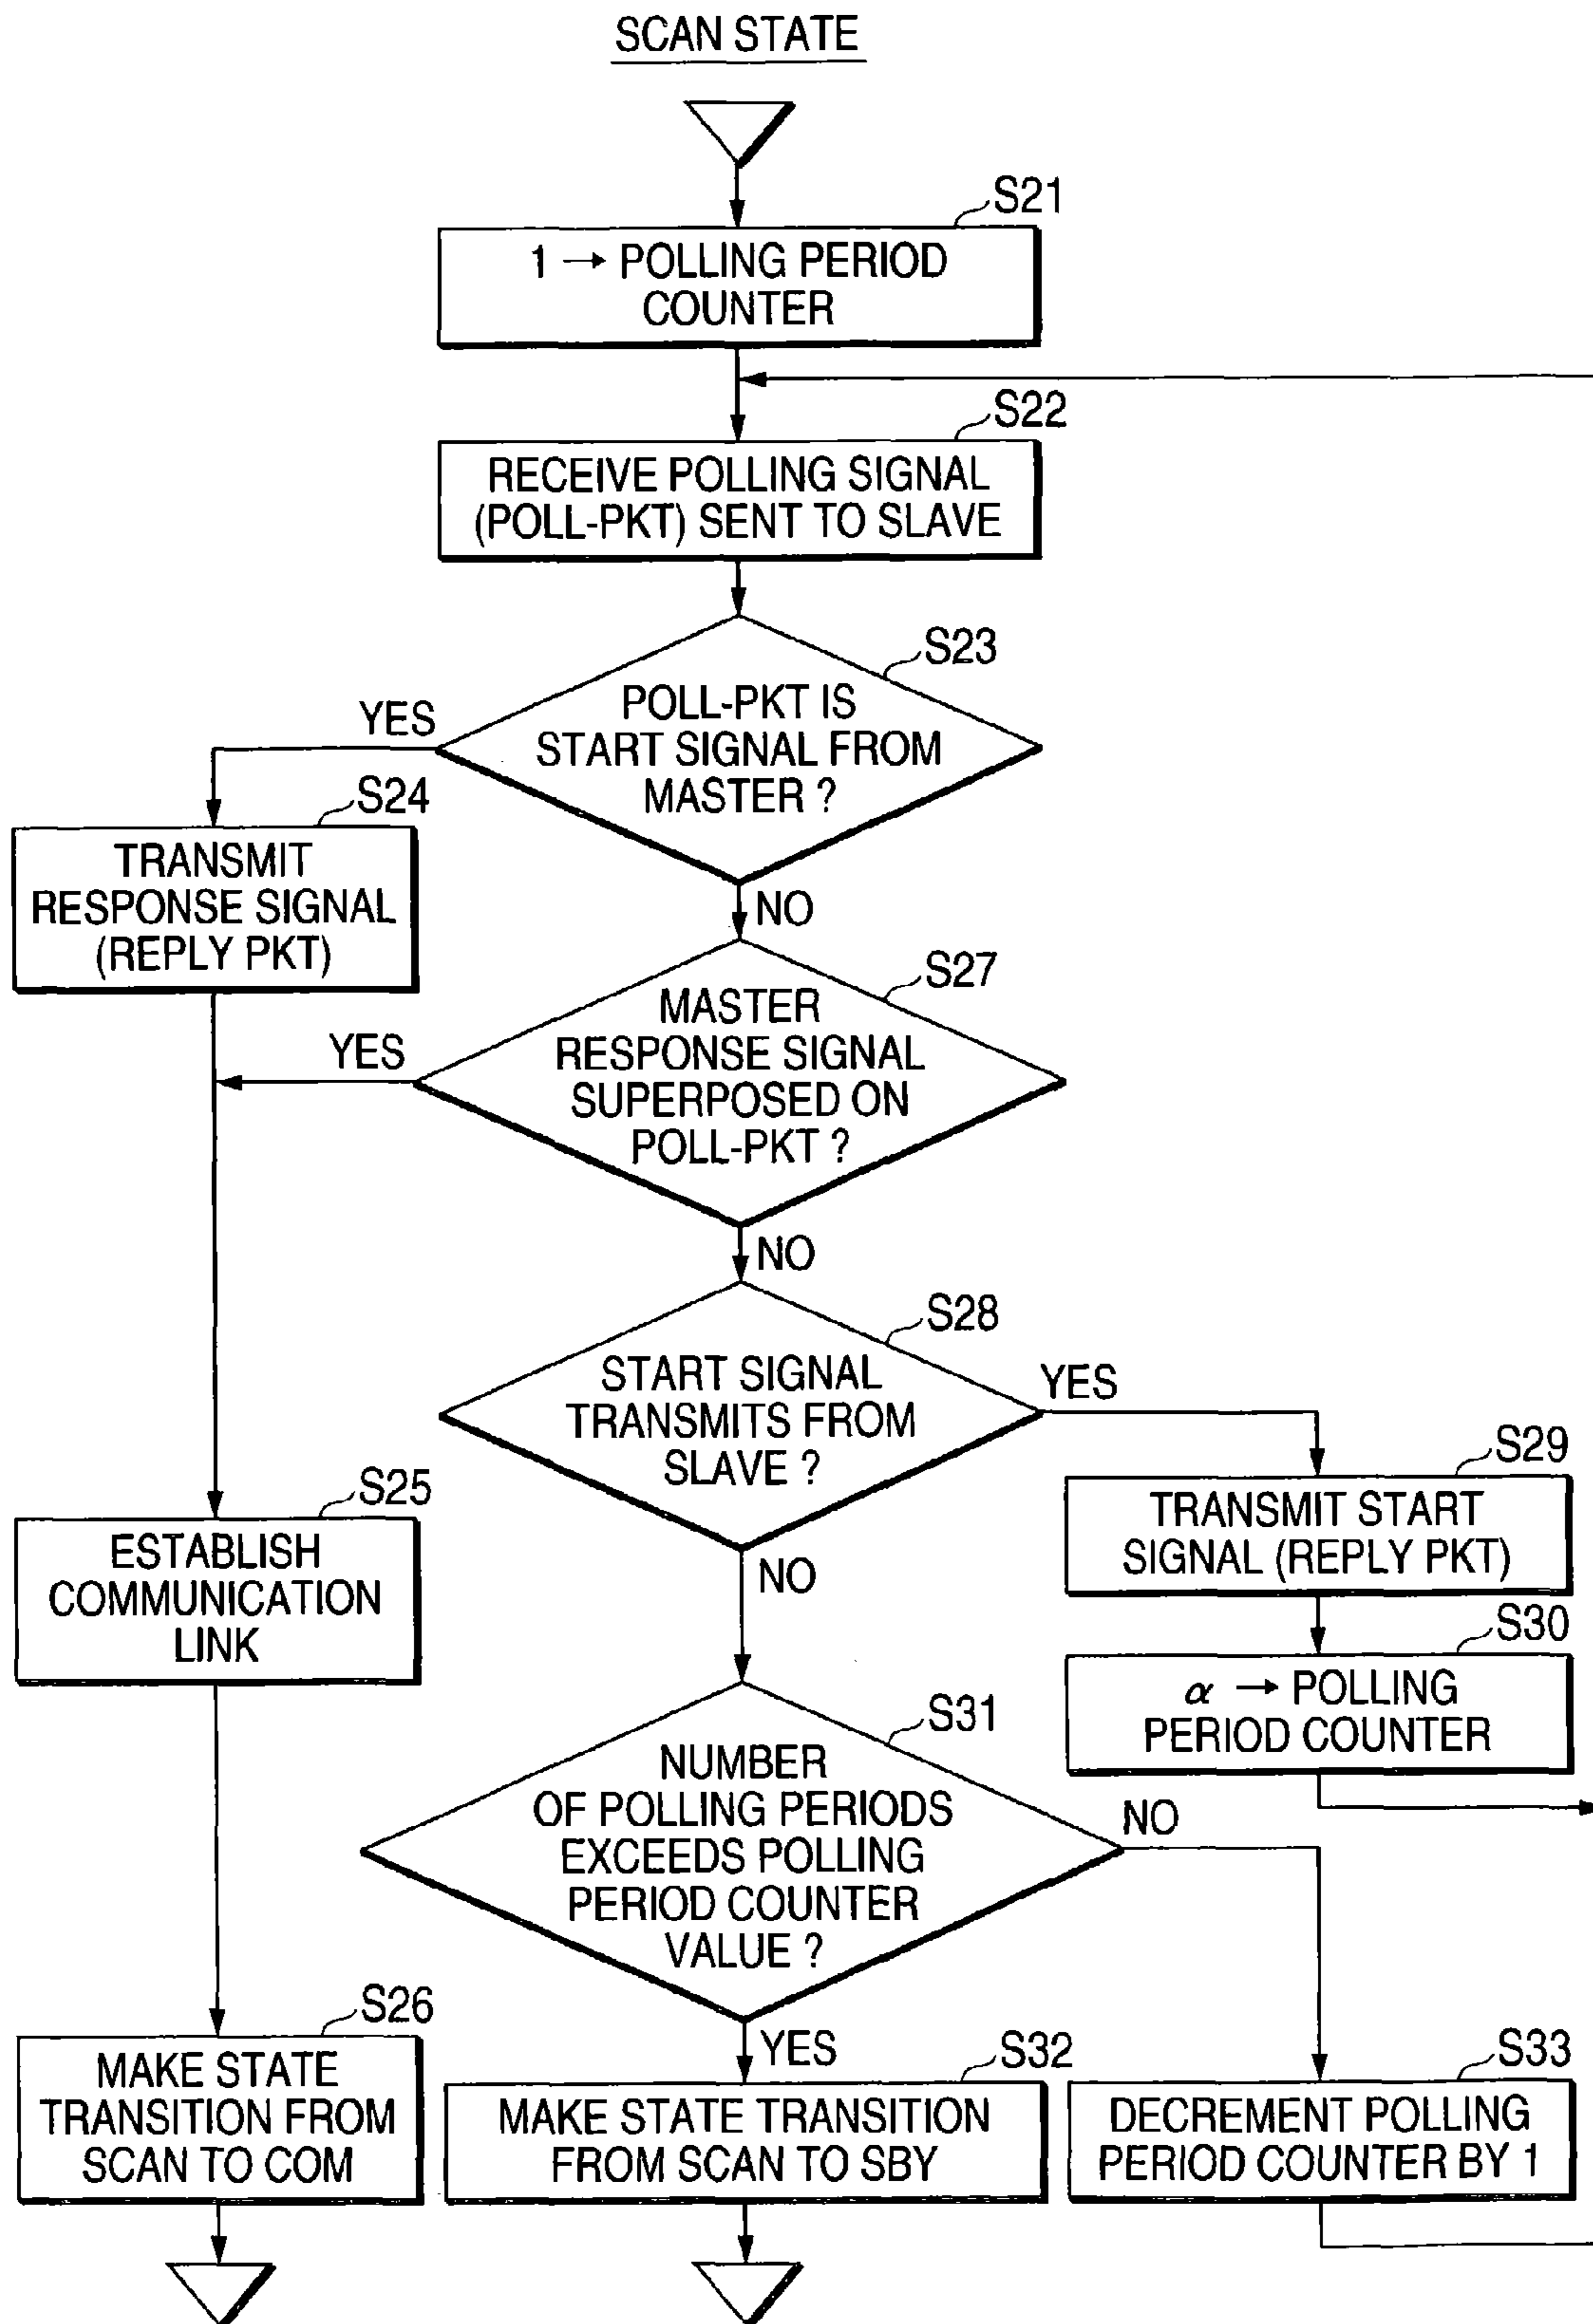 SCAN STATE
S21
1 → POLLING PERIOD
COUNTER
S22
RECEIVE POLLING SIGNAL
(POLL-PKT) SENT TO SLAVE
S23
POLL-PKT IS
START SIGNAL FROM
MASTER ?
YES
NO
S24
TRANSMIT
RESPONSE SIGNAL
(REPLY PKT)
S27
MASTER
RESPONSE SIGNAL
SUPERPOSED ON
POLL-PKT ?
YES
NO
S28
START SIGNAL
TRANSMITS FROM
SLAVE ?
YES
NO
S29
TRANSMIT START
SIGNAL (REPLY PKT)
S25
ESTABLISH
COMMUNICATION
LINK
S30
α → POLLING
PERIOD COUNTER
S31
NUMBER
OF POLLING PERIODS
EXCEEDS POLLING
PERIOD COUNTER
VALUE ?
NO
YES
S26
MAKE STATE
TRANSITION FROM
SCAN TO COM
S32
MAKE STATE TRANSITION
FROM SCAN TO SBY
S33
DECREMENT POLLING
PERIOD COUNTER BY 1